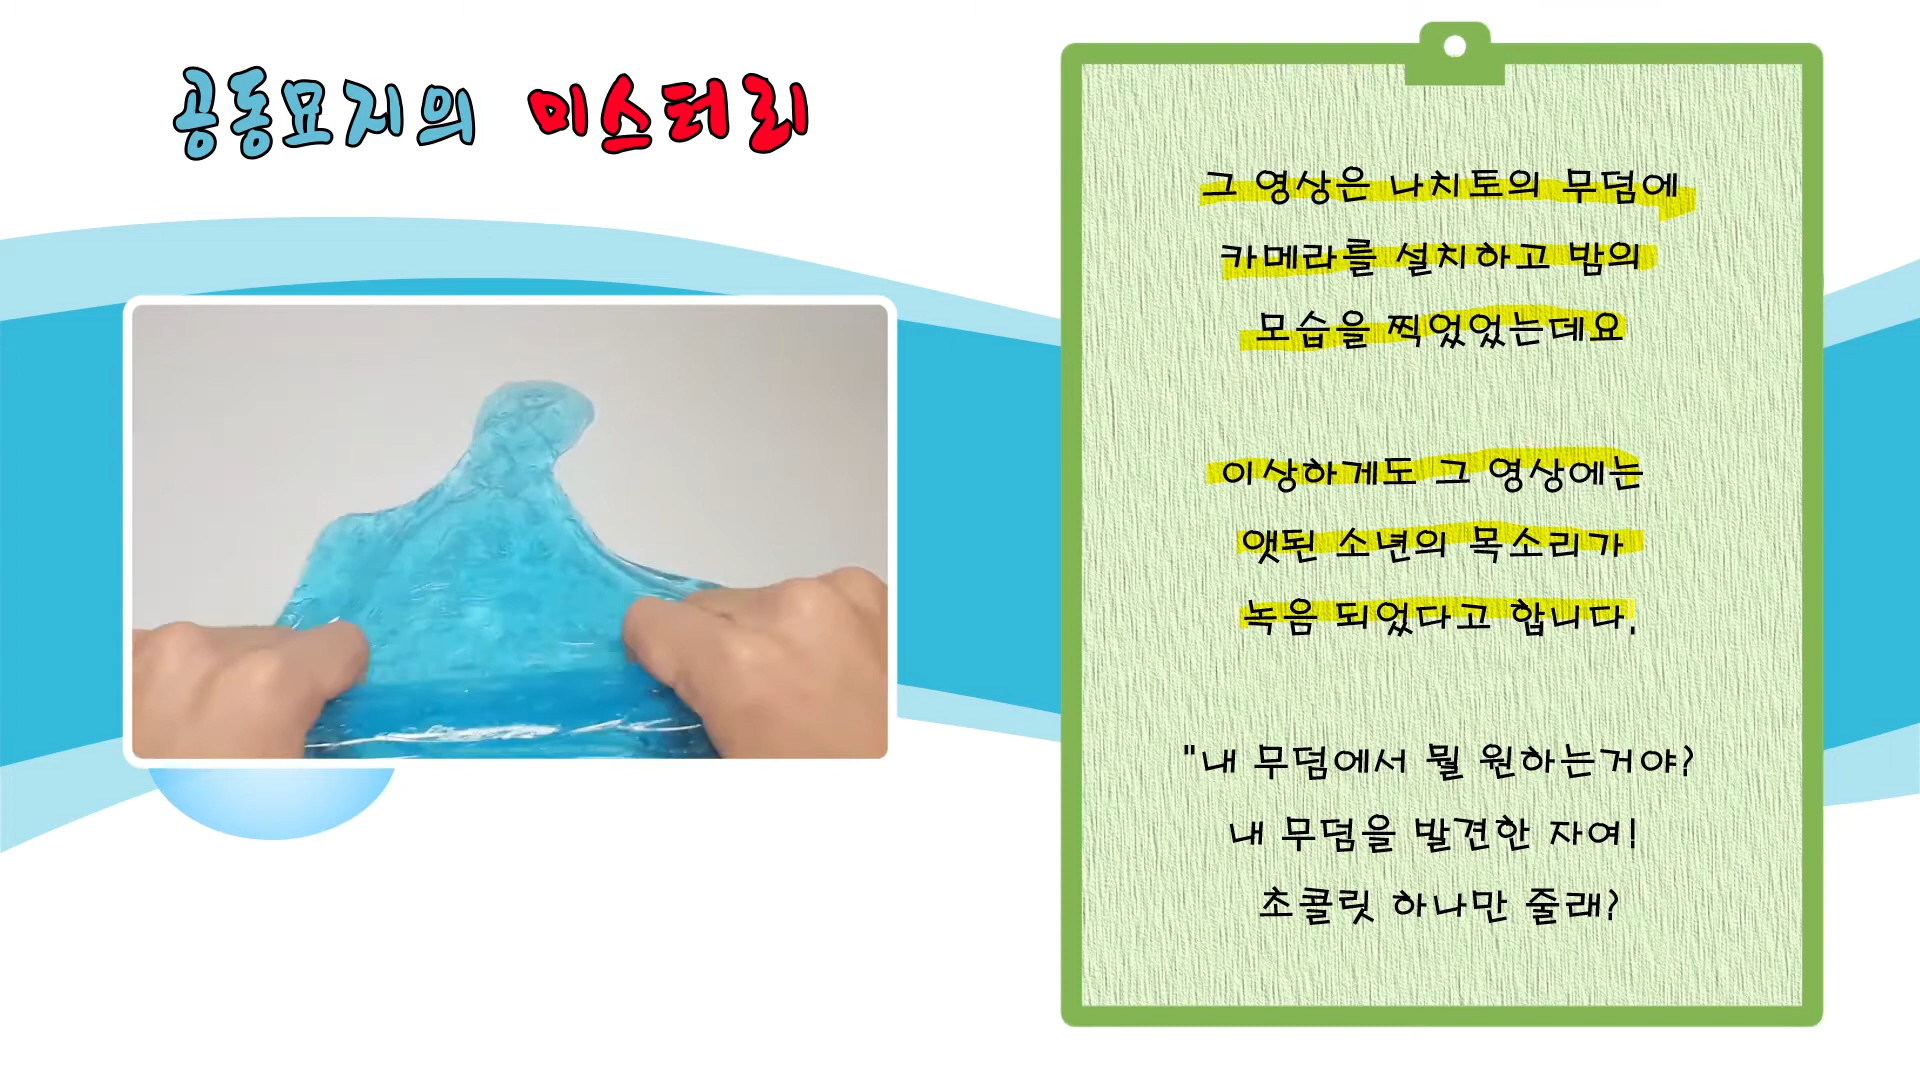 공동묘지의 미스터리
그 영상은 나치토의 무덤에
카메라를 설치하고 밤의
모습을 찍었었는데요
이상하게도 그 영상에는
앳된 소년의 목소리가
녹음 되었다고 합니다.
"내 무덤에서 뭘 원하는거야?
내 무덤을 발견한 자여!
초콜릿 하나만 줄래?